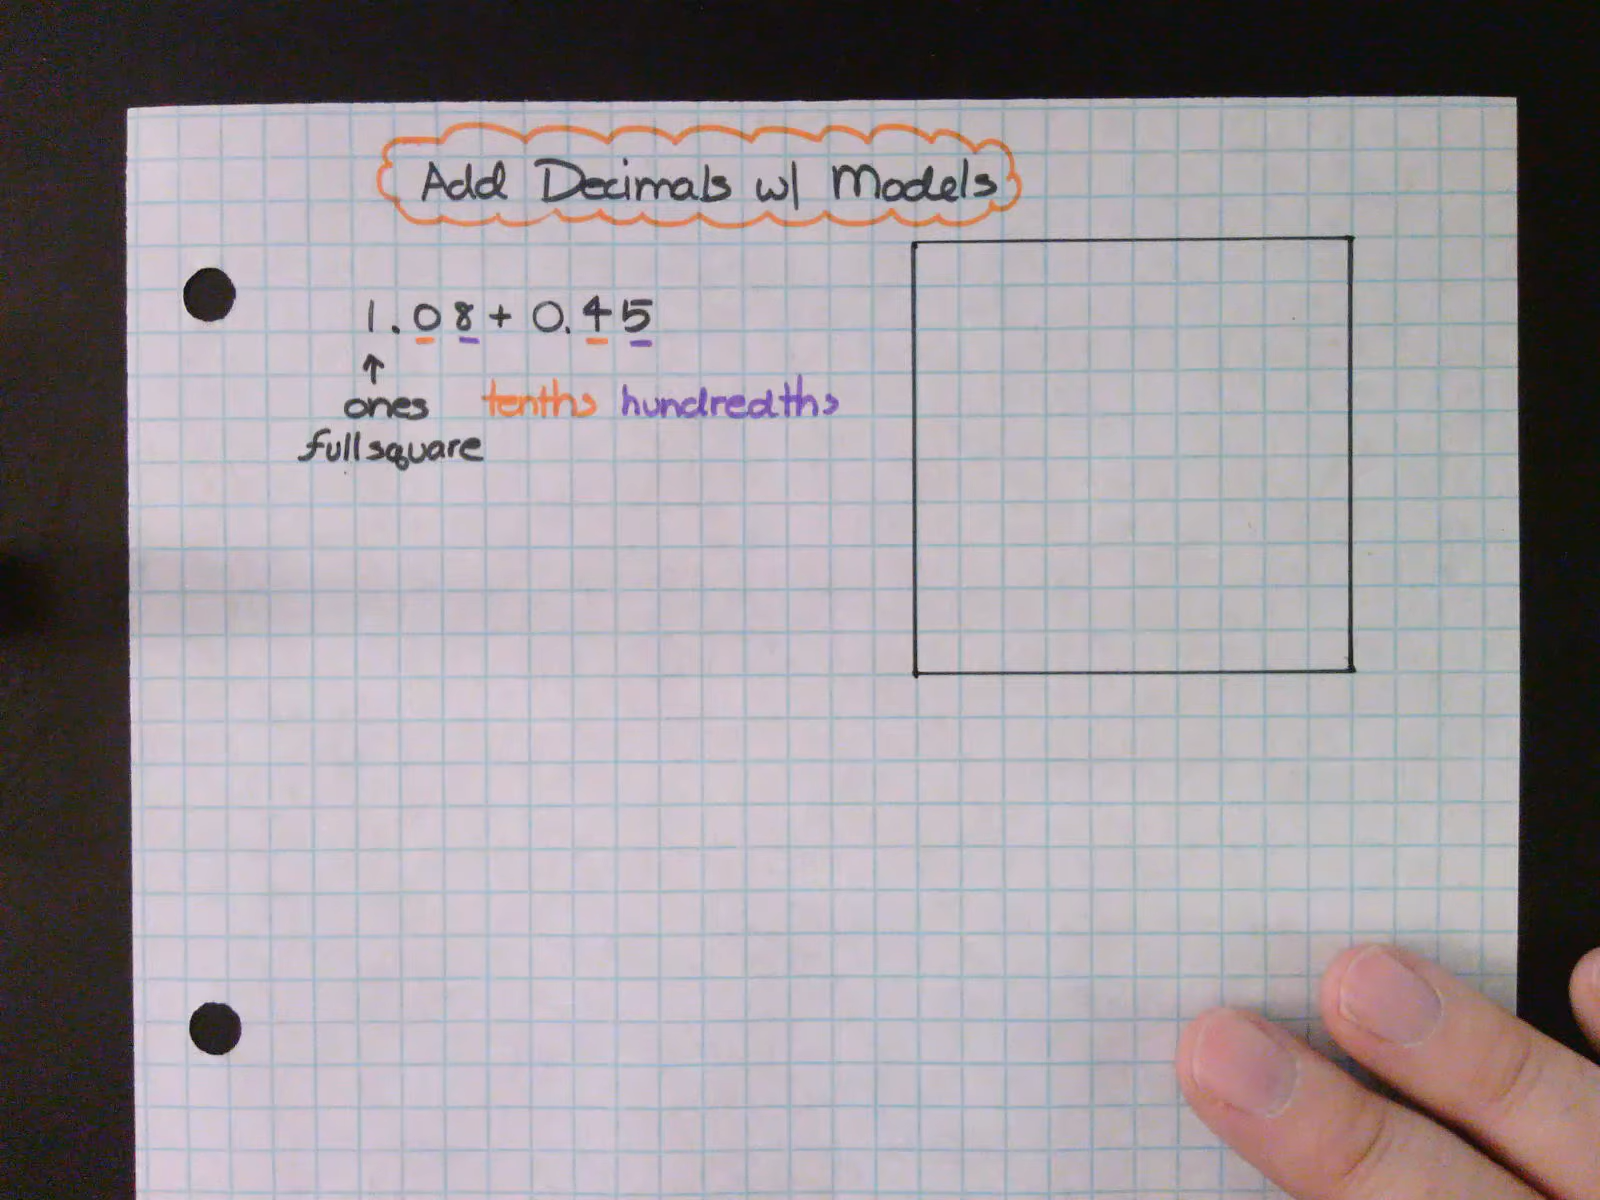 Add Decimals w/ Models
1.08 + 0.45
↑
ones tenths hundredths
full square